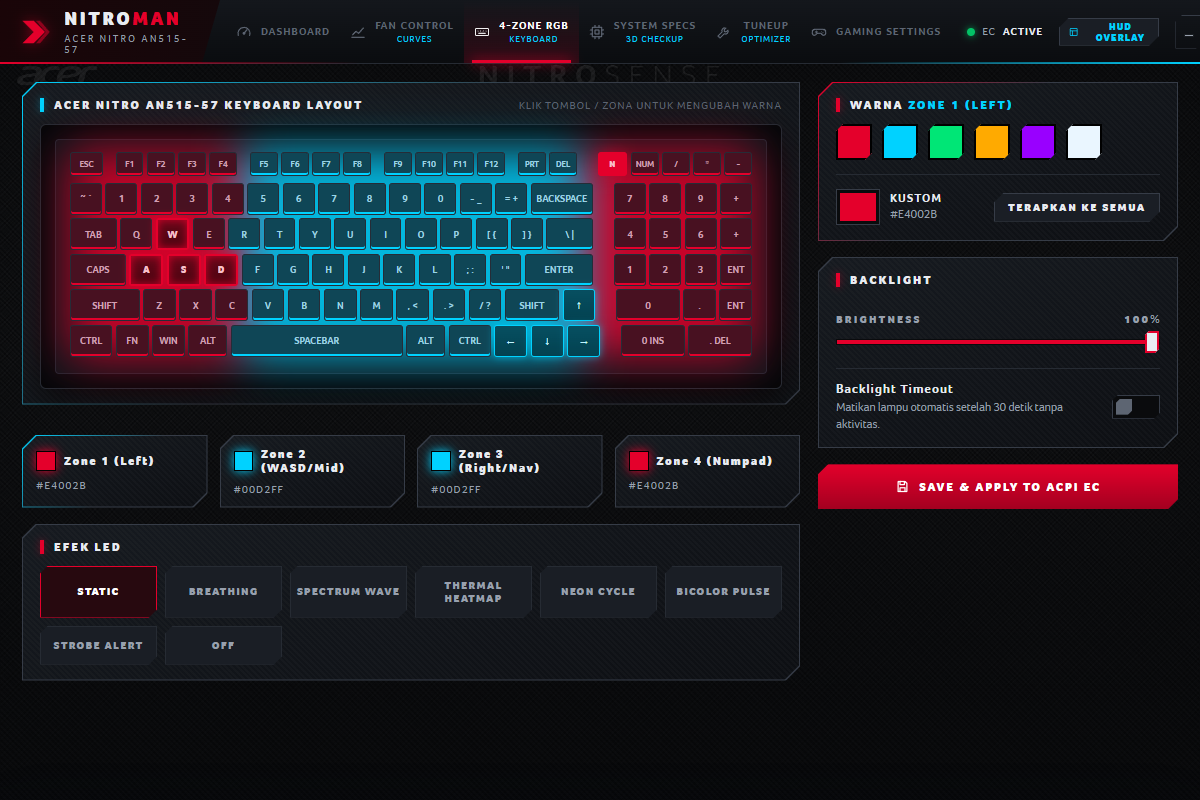 NITROMAN
ACER NITRO AN515-
57
DASHBOARD
FAN CONTROL
CURVES
4-ZONE RGB
KEYBOARD
SYSTEM SPECS
3D CHECKUP
TUNEUP
OPTIMIZER
GAMING SETTINGS
EC ACTIVE
HUD
OVERLAY
acer
NITROSENSE
ACER NITRO AN515-57 KEYBOARD LAYOUT
KLIK TOMBOL / ZONA UNTUK MENGUBAH WARNA
ESC F1 F2 F3 F4 F5 F6 F7 F8 F9 F10 F11 F12 PRT DEL N NUM / * -
~ ` 1 2 3 4 5 6 7 8 9 0 - _ = + BACKSPACE 7 8 9 +
TAB Q W E R T Y U I O P [ { ] } \ | 4 5 6 +
CAPS A S D F G H J K L ; : ' " ENTER 1 2 3 ENT
SHIFT Z X C V B N M , < . > / ? SHIFT ↑ 0 . ENT
CTRL FN WIN ALT SPACEBAR ALT CTRL ← ↓ → 0 INS . DEL
Zone 1 (Left)
#E4002B
Zone 2
(WASD/Mid)
#00D2FF
Zone 3
(Right/Nav)
#00D2FF
Zone 4 (Numpad)
#E4002B
EFEK LED
STATIC
BREATHING
SPECTRUM WAVE
THERMAL
HEATMAP
NEON CYCLE
BICOLOR PULSE
STROBE ALERT
OFF
WARNA ZONE 1 (LEFT)
KUSTOM
#E4002B
TERAPKAN KE SEMUA
BACKLIGHT
BRIGHTNESS
100%
Backlight Timeout
Matikan lampu otomatis setelah 30 detik tanpa
aktivitas.
SAVE & APPLY TO ACPI EC